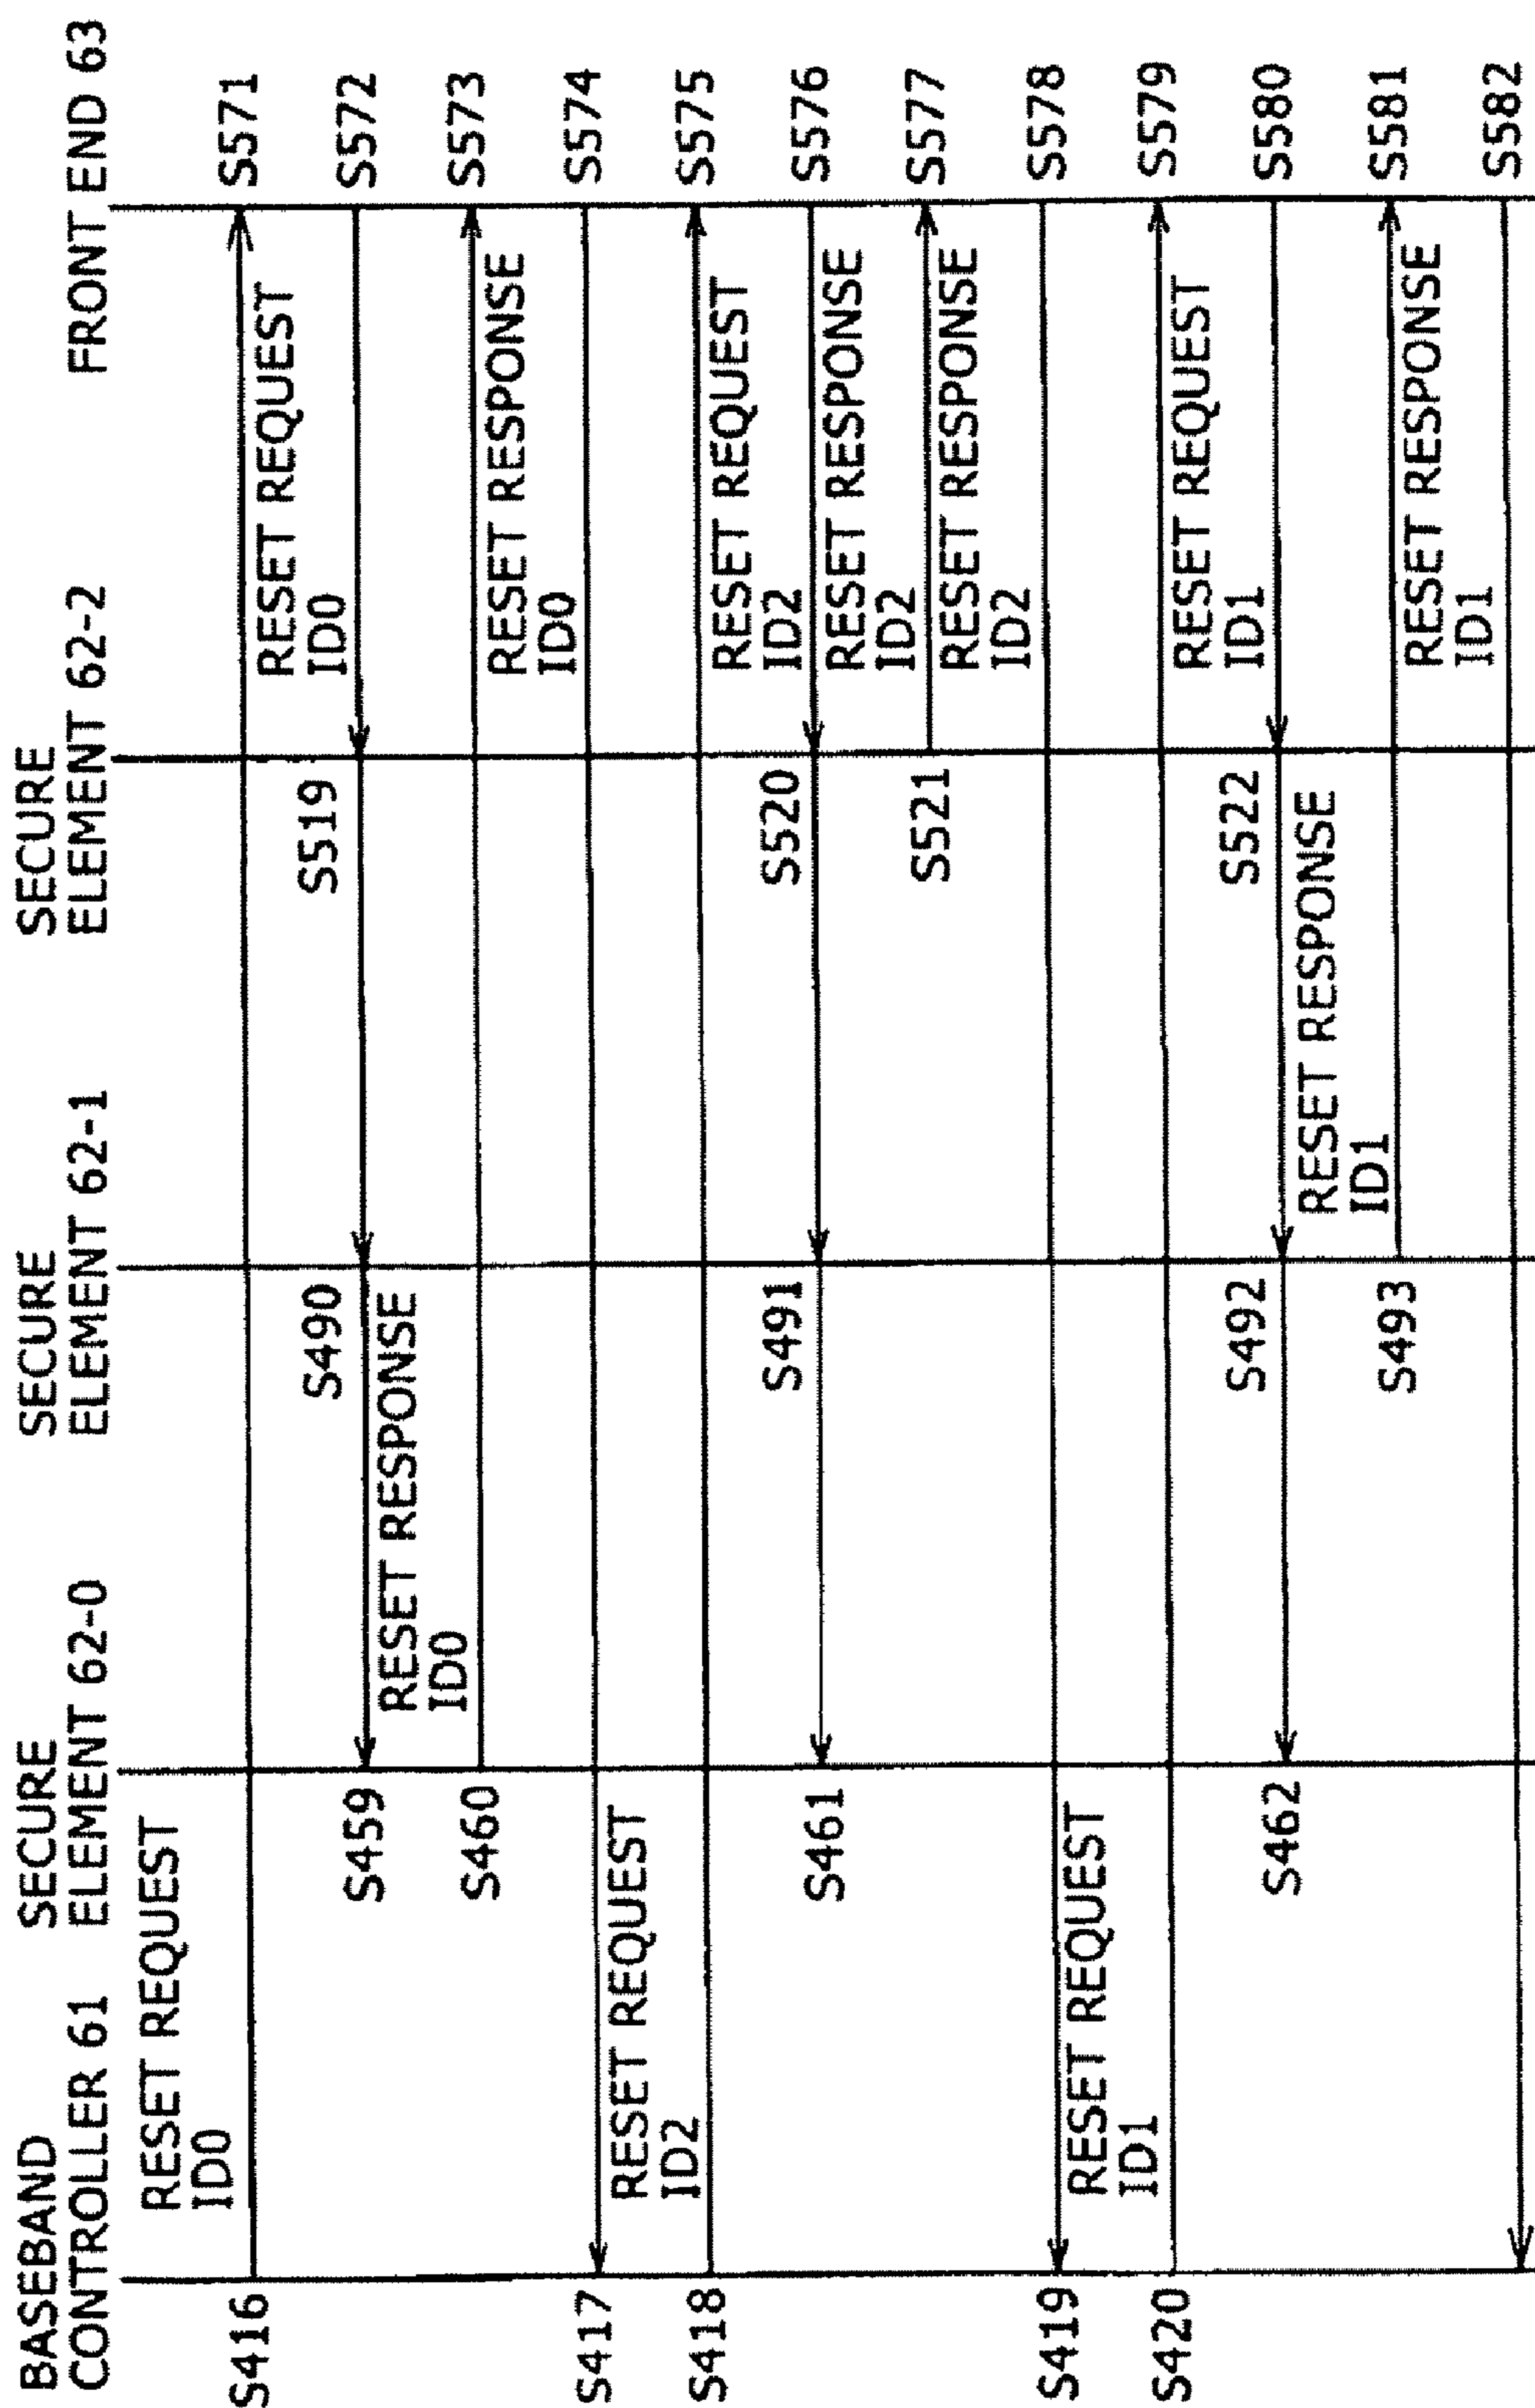 BASEBAND
CONTROLLER 61
SECURE
ELEMENT 62-0
SECURE
ELEMENT 62-1
SECURE
ELEMENT 62-2
FRONT END 63
RESET REQUEST
ID0
S416
S571
RESET REQUEST
ID0
S459
S490
S519
S572
RESET RESPONSE
ID0
S460
S573
RESET RESPONSE
ID0
S417
S574
RESET REQUEST
ID2
S418
S575
RESET REQUEST
ID2
S461
S491
S520
S576
RESET RESPONSE
ID2
S521
S577
RESET RESPONSE
ID2
S419
S578
RESET REQUEST
ID1
S420
S579
RESET REQUEST
ID1
S462
S492
S522
S580
RESET RESPONSE
ID1
S493
S581
RESET RESPONSE
ID1
S582